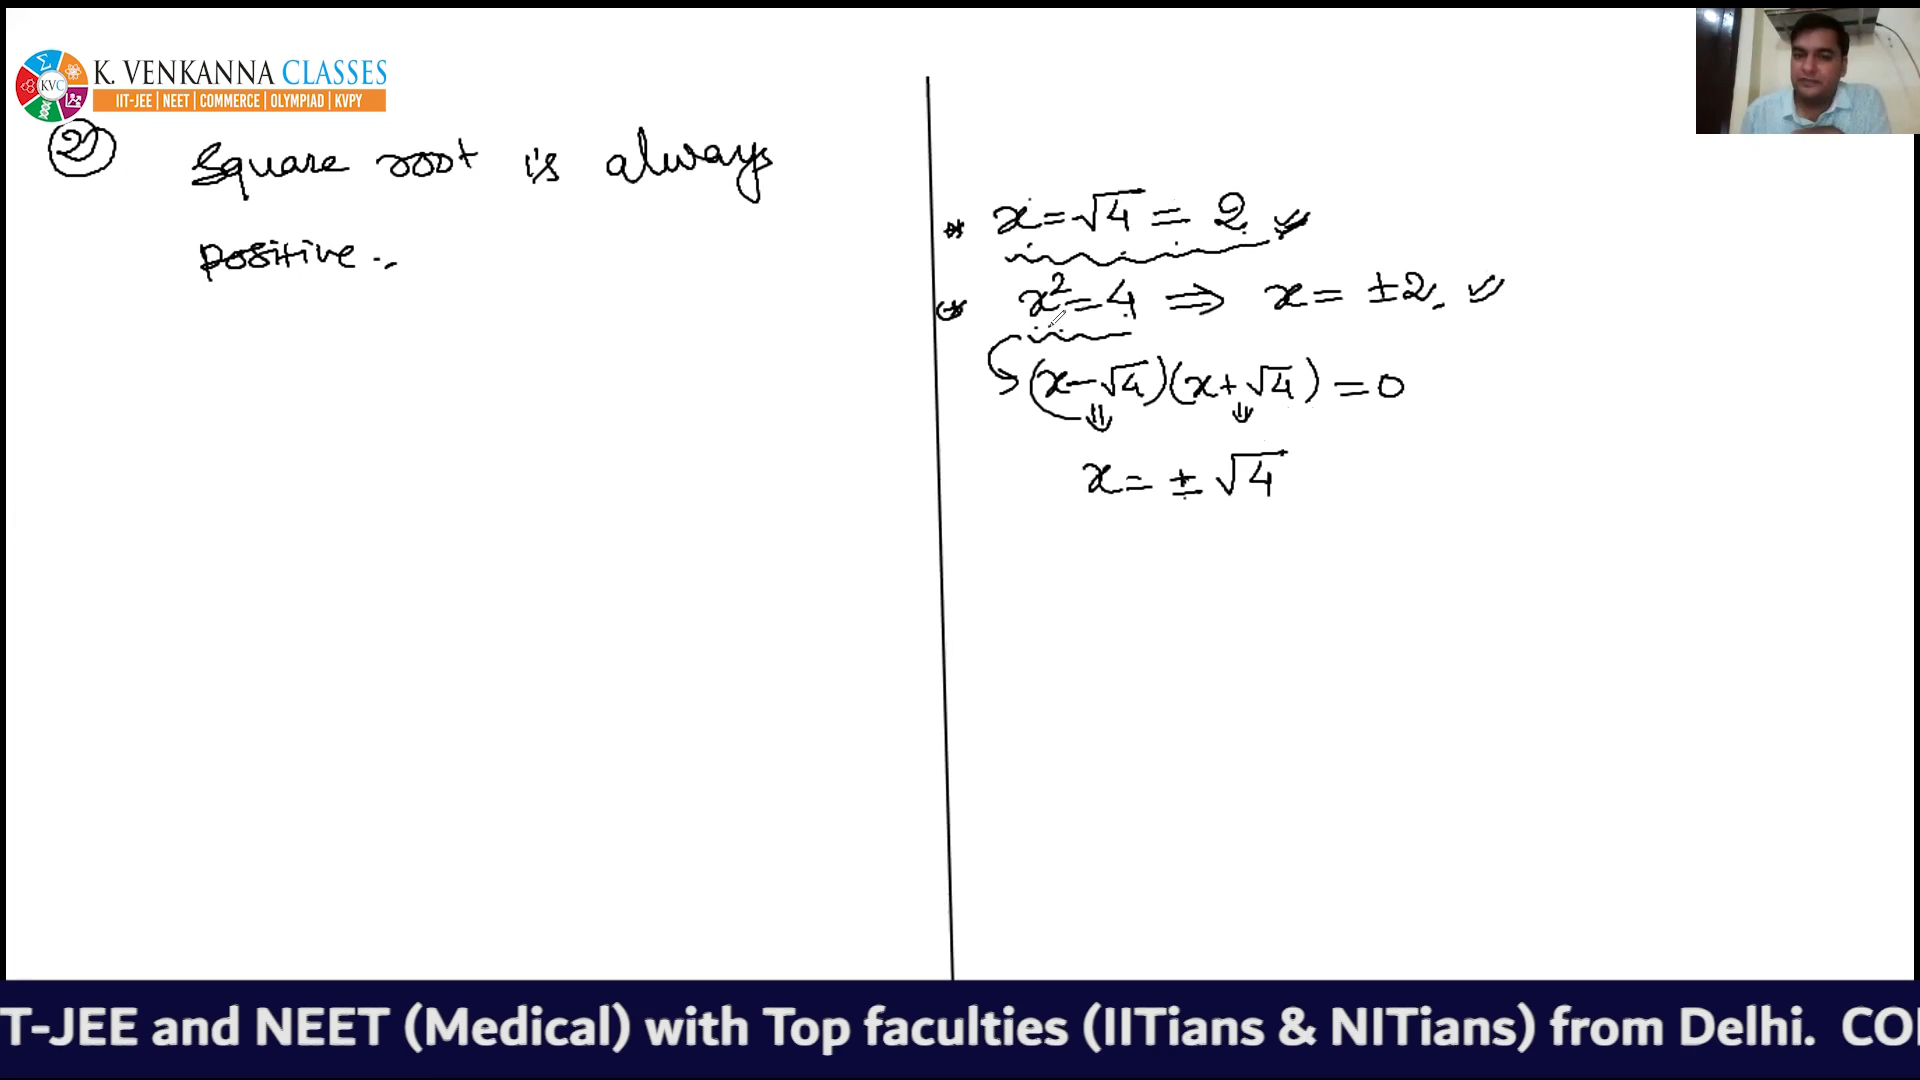 K. VENKANNA CLASSES
KVC
IIT-JEE | NEET | COMMERCE | OLYMPIAD | KVPY
2) Square root is always
positive.
* x = √4 = 2
x² = 4 ⇒ x = ±2.
(x-√4)(x+√4) = 0
x = ± √4
T-JEE and NEET (Medical) with Top faculties (IITians & NITians) from Delhi. CO